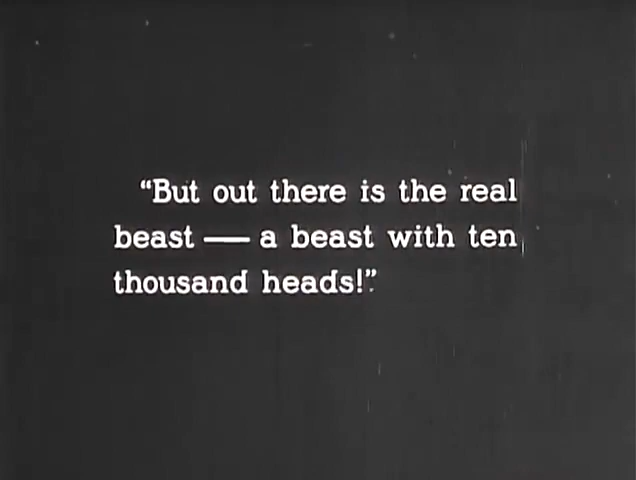 “But out there is the real
beast — a beast with ten
thousand heads!”